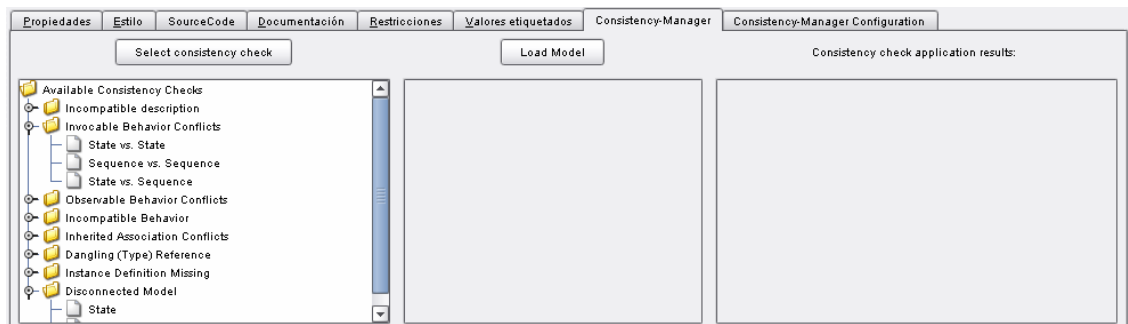 Propiedades Estilo SourceCode Documentación Restricciones Valores etiquetados Consistency-Manager Consistency-Manager Configuration
Select consistency check Load Model Consistency check application results:
Available Consistency Checks
Incompatible description
Invocable Behavior Conflicts
State vs. State
Sequence vs. Sequence
State vs. Sequence
Observable Behavior Conflicts
Incompatible Behavior
Inherited Association Conflicts
Dangling (Type) Reference
Instance Definition Missing
Disconnected Model
State